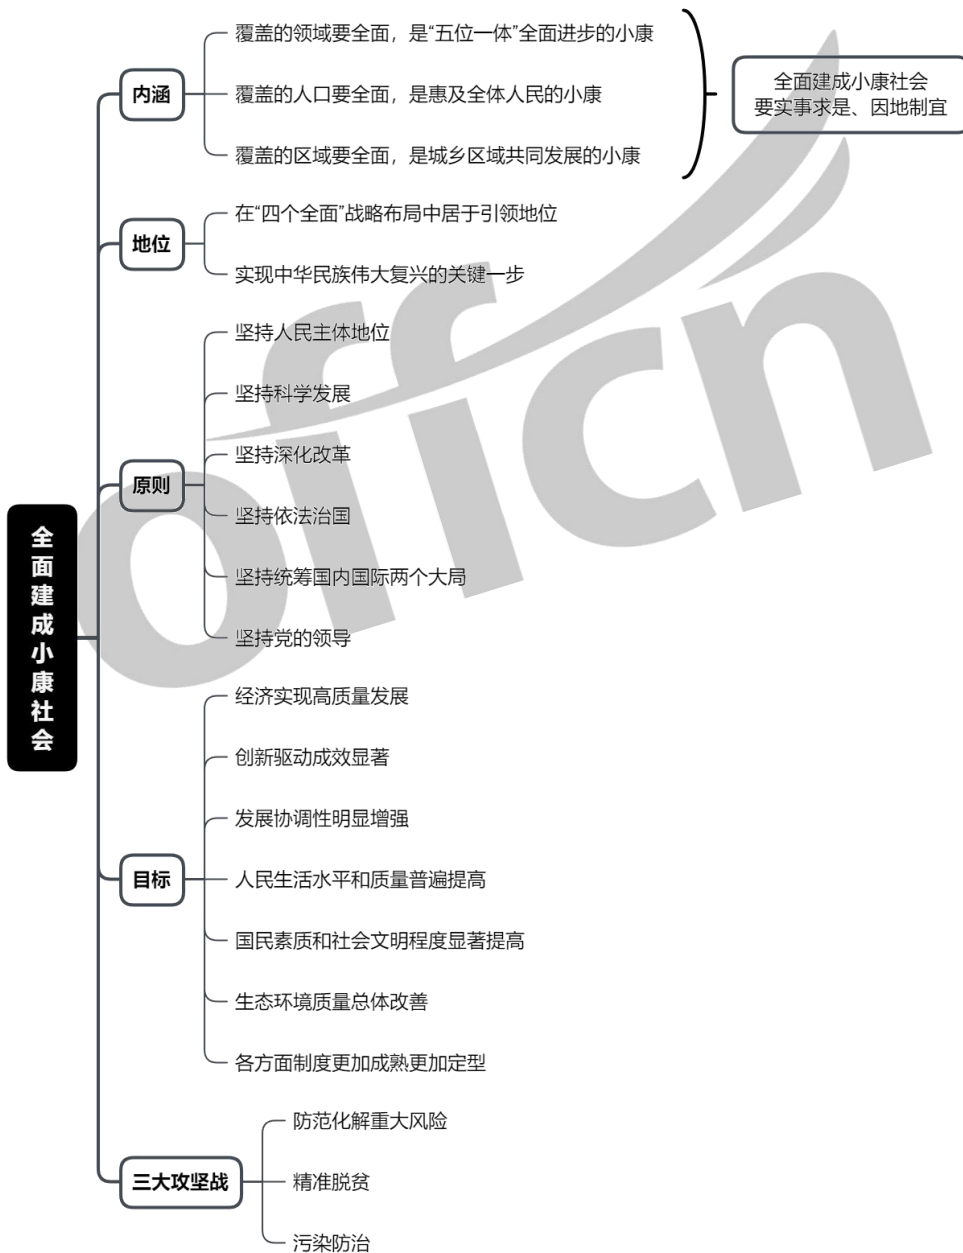 全面建成小康社会
内涵
覆盖的领域要全面，是“五位一体”全面进步的小康
覆盖的人口要全面，是惠及全体人民的小康
覆盖的区域要全面，是城乡区域共同发展的小康
全面建成小康社会
要实事求是、因地制宜
地位
在“四个全面”战略布局中居于引领地位
实现中华民族伟大复兴的关键一步
原则
坚持人民主体地位
坚持科学发展
坚持深化改革
坚持依法治国
坚持统筹国内国际两个大局
坚持党的领导
目标
经济实现高质量发展
创新驱动成效显著
发展协调性明显增强
人民生活水平和质量普遍提高
国民素质和社会文明程度显著提高
生态环境质量总体改善
各方面制度更加成熟更加定型
三大攻坚战
防范化解重大风险
精准脱贫
污染防治
offcn